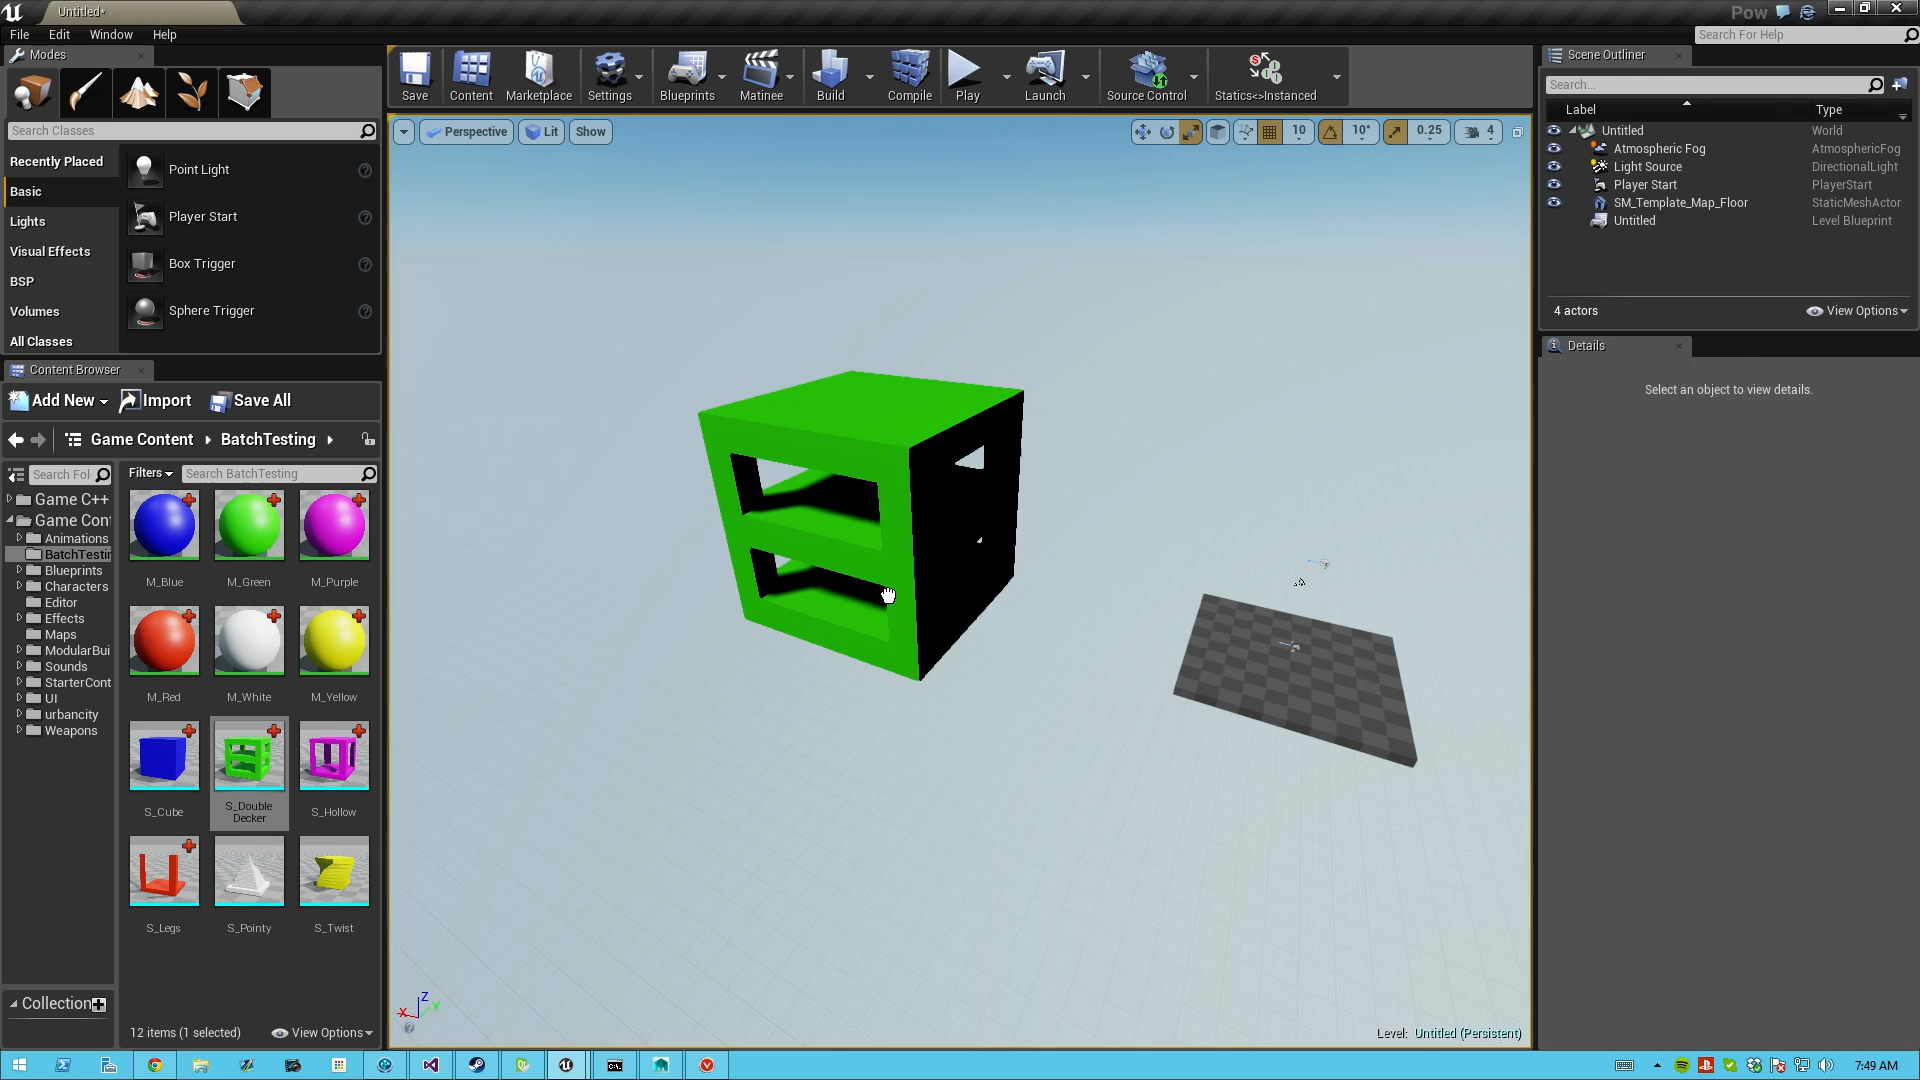 Untitled*
Pow
File Edit Window Help
Search For Help
Modes
Search Classes
Recently Placed
Basic
Lights
Visual Effects
BSP
Volumes
All Classes
Point Light
Player Start
Box Trigger
Sphere Trigger
Content Browser
Add New Import Save All
Game Content BatchTesting
Search Fol
Filters Search BatchTesting
Game C++
Game Cont
Animations
BatchTestin
Blueprints
Characters
Editor
Effects
Maps
ModularBui
Sounds
StarterCont
UI
urbancity
Weapons
Collection
M_Blue M_Green M_Purple
M_Red M_White M_Yellow
S_Cube S_Double Decker S_Hollow
S_Legs S_Pointy S_Twist
12 items (1 selected) View Options
Save Content Marketplace Settings Blueprints Matinee Build Compile Play Launch Source Control Statics<>Instanced
Perspective Lit Show
10 10° 0.25 4
X Z Y
Level: Untitled (Persistent)
Scene Outliner
Search...
Label Type
Untitled World
Atmospheric Fog AtmosphericFog
Light Source DirectionalLight
Player Start PlayerStart
SM_Template_Map_Floor StaticMeshActor
Untitled Level Blueprint
4 actors View Options
Details
Select an object to view details.
7:49 AM